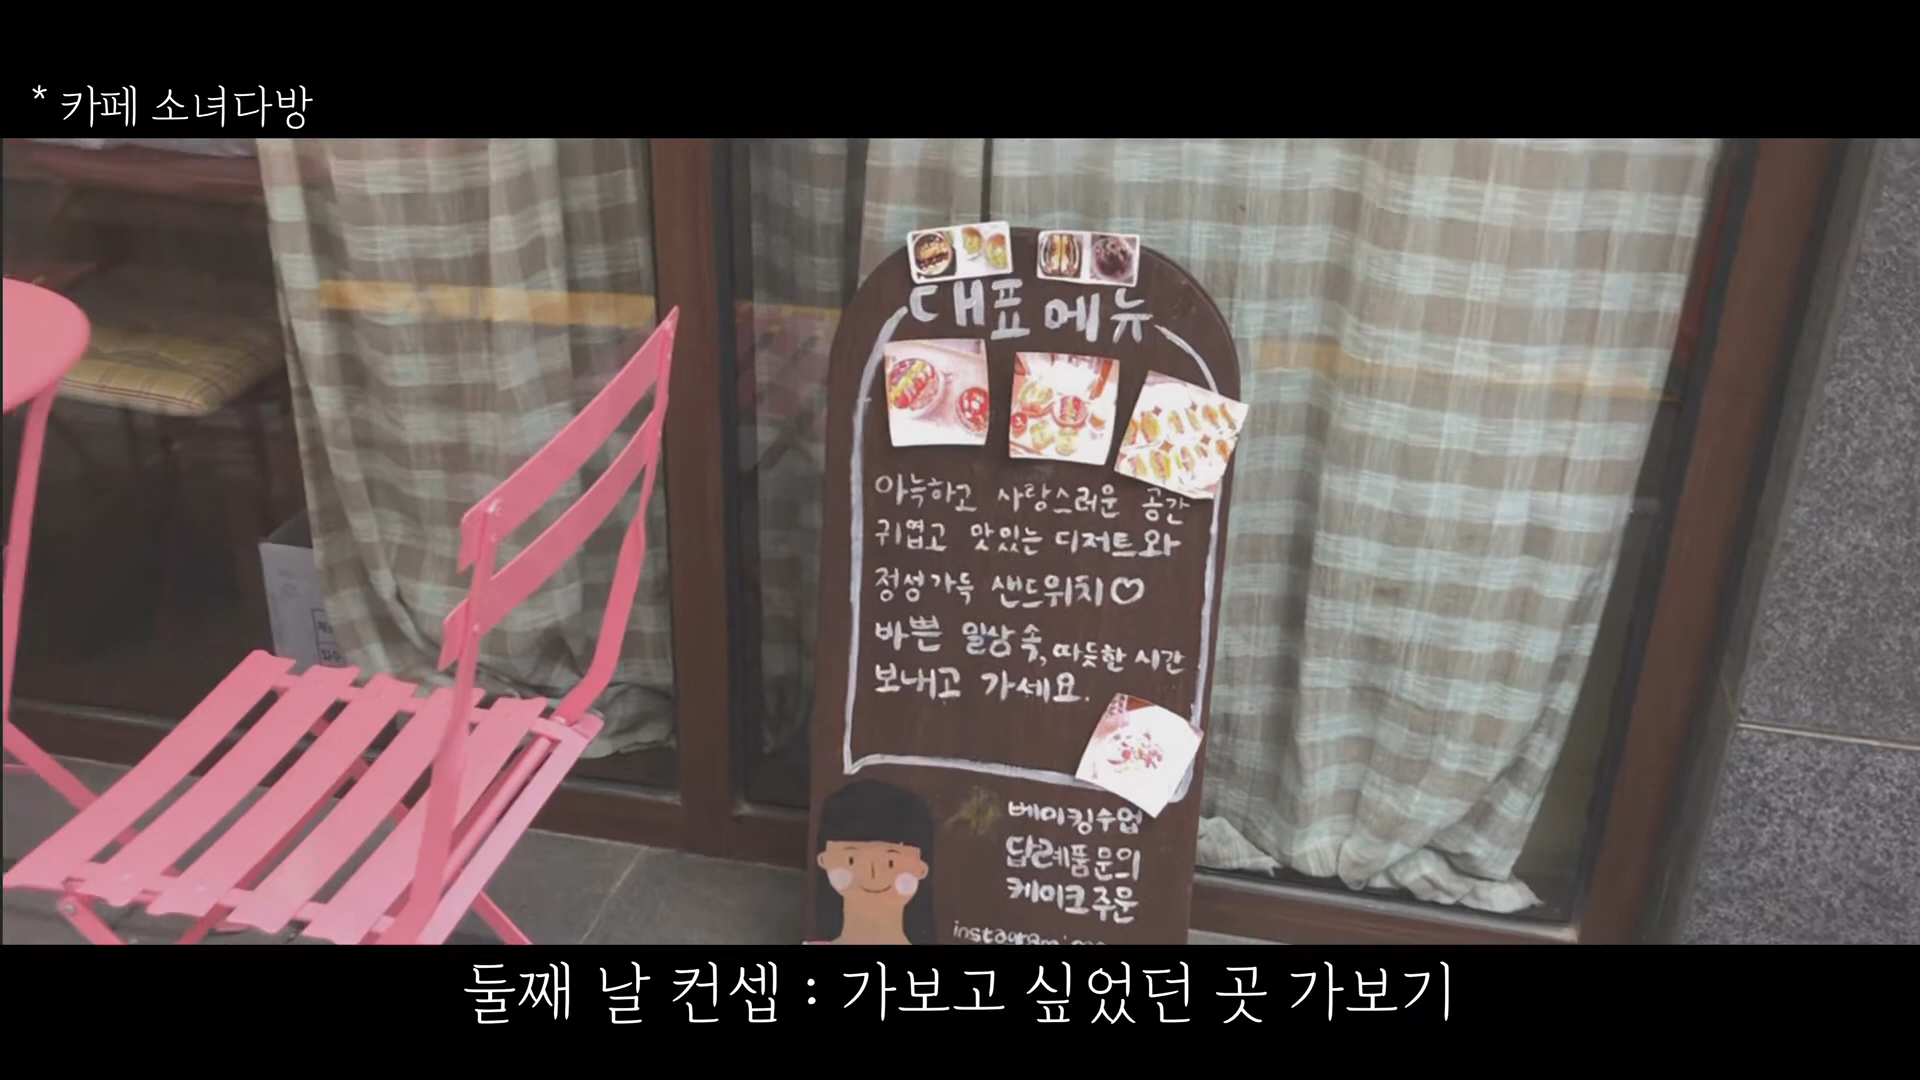 * 카페 소녀다방
대표메뉴
아늑하고 사랑스러운 공간
귀엽고 맛있는 디저트와
정성가득 샌드위치♡
바쁜 일상 속, 따뜻한 시간
보내고 가세요.
베이킹수업
답례품문의
케이크주문
둘째 날 컨셉 : 가보고 싶었던 곳 가보기